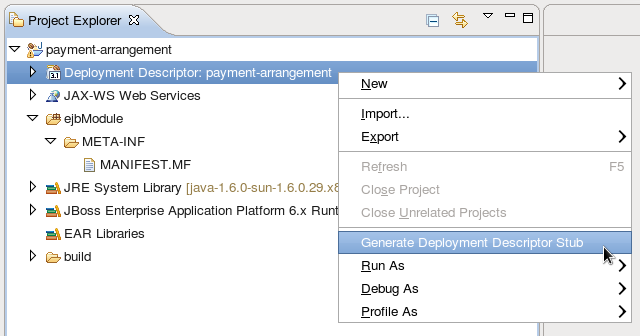 Project Explorer
payment-arrangement
Deployment Descriptor: payment-arrangement
JAX-WS Web Services
ejbModule
META-INF
MANIFEST.MF
JRE System Library [java-1.6.0-sun-1.6.0.29.x8
JBoss Enterprise Application Platform 6.x Runt
EAR Libraries
build
New
Import...
Export
Refresh F5
Close Project
Close Unrelated Projects
Generate Deployment Descriptor Stub
Run As
Debug As
Profile As